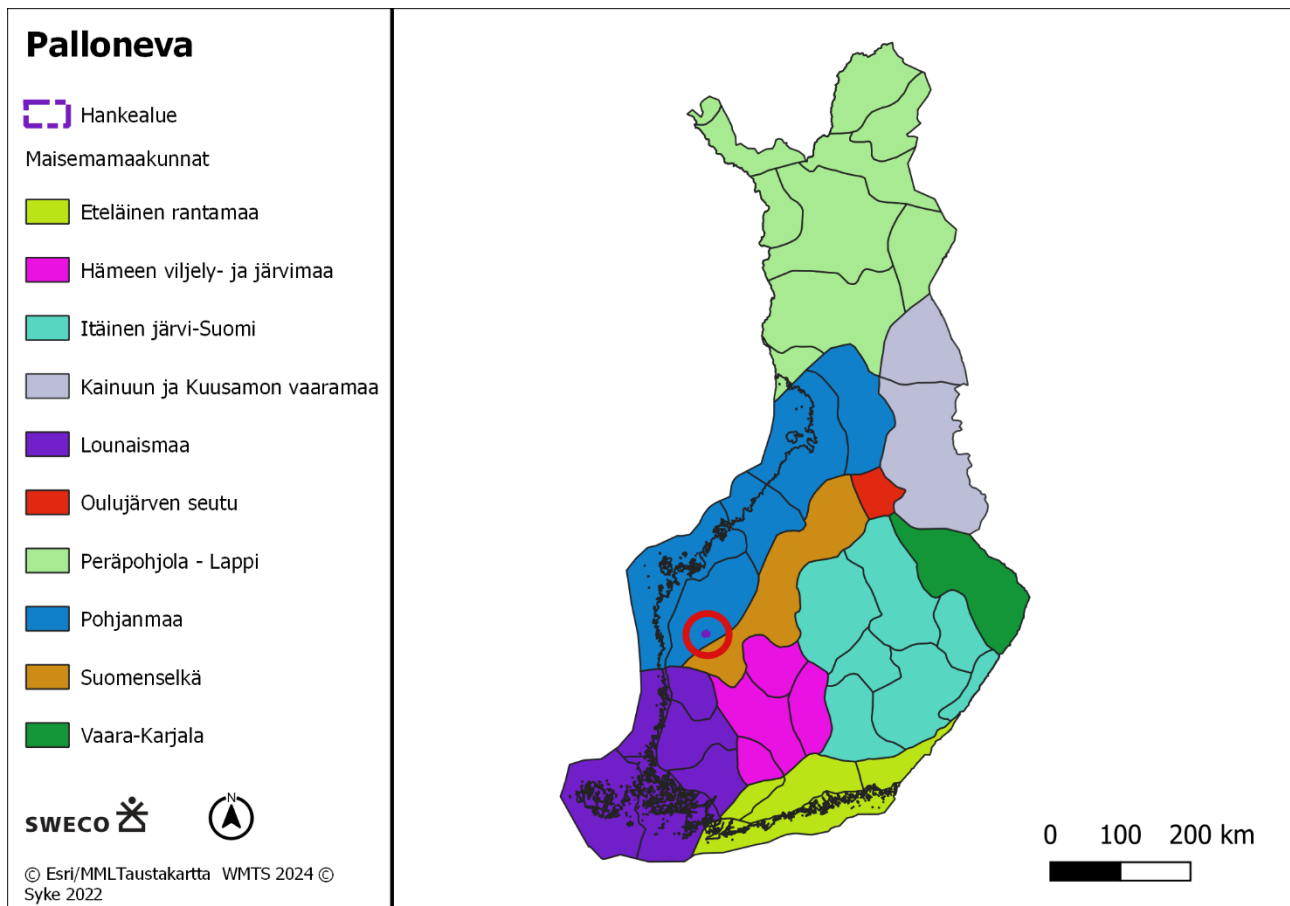 Palloneva
Hankealue
Maisemamaakunnat
Eteläinen rantamaa
Hämeen viljely- ja järvimaa
Itäinen järvi-Suomi
Kainuun ja Kuusamon vaaramaa
Lounaismaa
Oulujärven seutu
Peräpohjola - Lappi
Pohjanmaa
Suomenselkä
Vaara-Karjala
SWECO
N
© Esri/MMLTaustakartta WMTS 2024 ©
Syke 2022
0 100 200 km